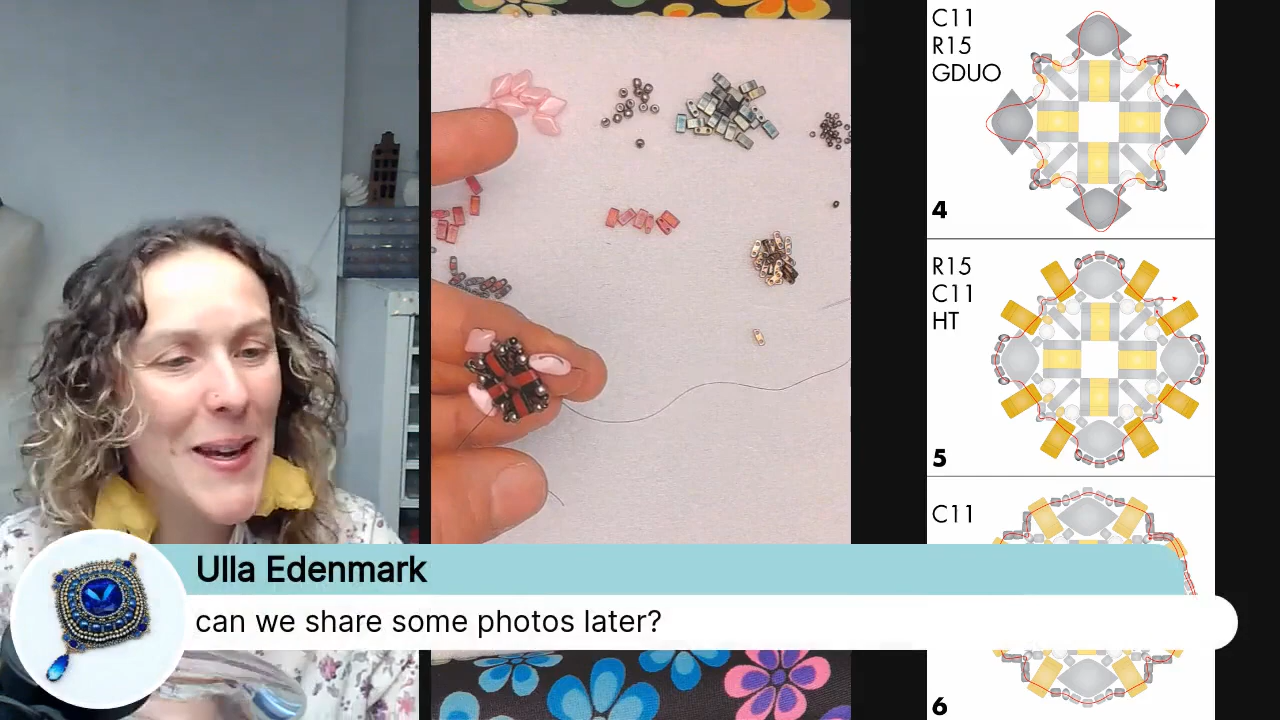 C11
R15
GDUO
4
R15
C11
HT
5
C11
6
Ulla Edenmark
can we share some photos later?